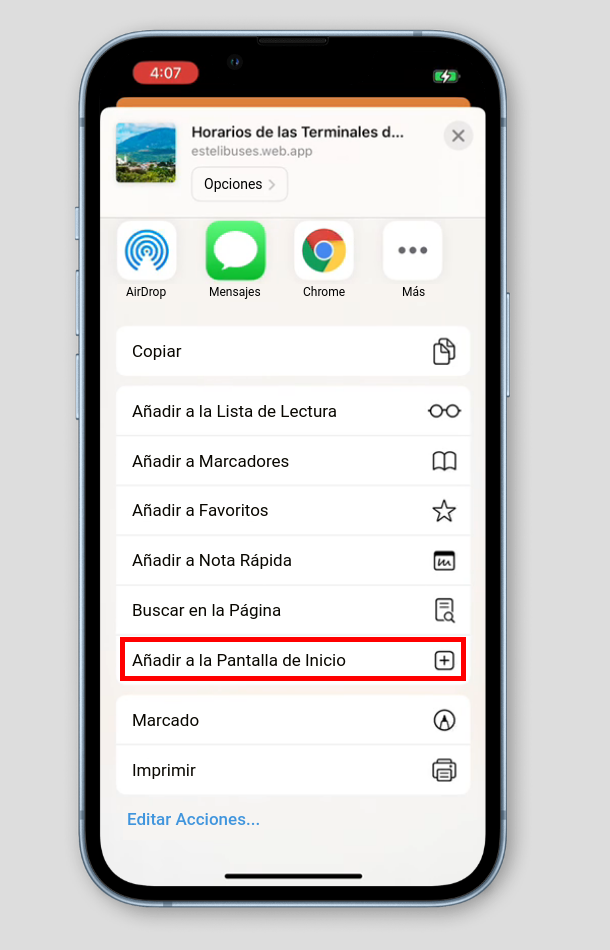 4:07
Horarios de las Terminales d...
estelibuses.web.app
Opciones
AirDrop
Mensajes
Chrome
Más
Copiar
Añadir a la Lista de Lectura
Añadir a Marcadores
Añadir a Favoritos
Añadir a Nota Rápida
Buscar en la Página
Añadir a la Pantalla de Inicio
Marcado
Imprimir
Editar Acciones...